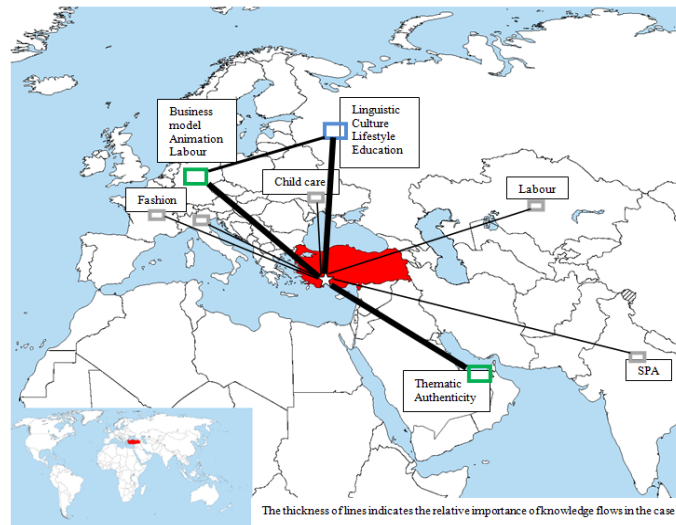 Business
model
Animation
Labour
Linguistic
Culture
Lifestyle
Education
Child care
Fashion
Labour
SPA
Thematic
Authenticity
The thickness of lines indicates the relative importance of knowledge flows in the case